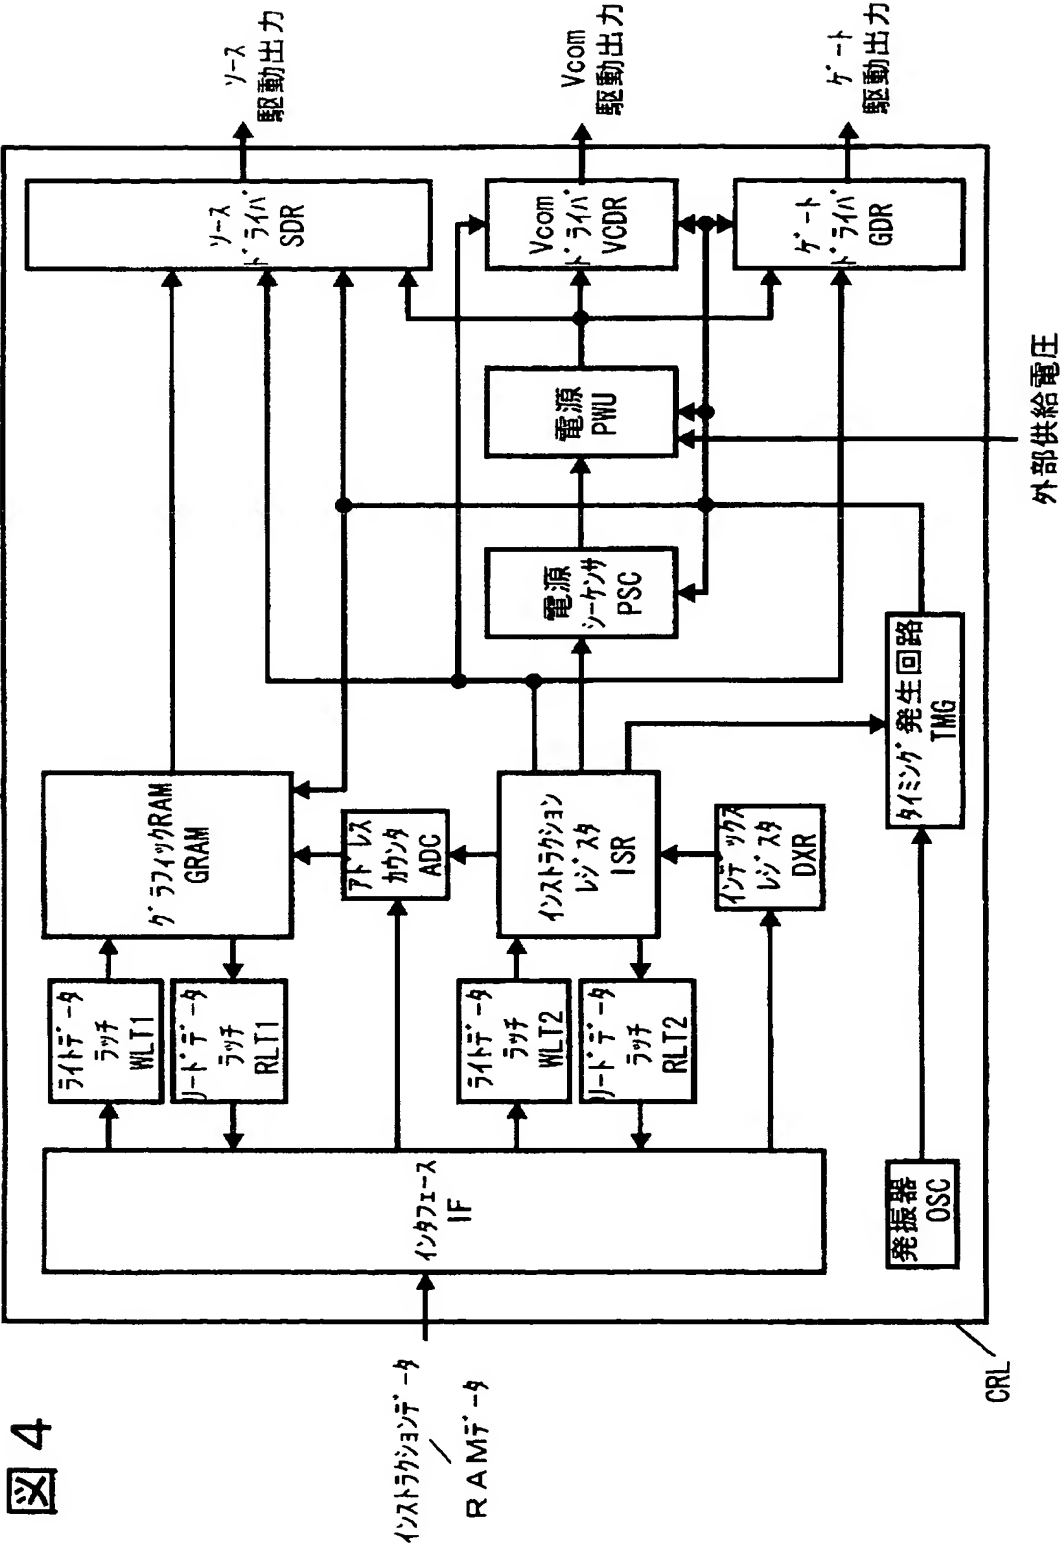 図4
インストラクションデータ
/
RAMデータ
インタフェース
IF
発振器
OSC
ライトデータ
ラッチ
WLT1
リードデータ
ラッチ
RLT1
ライトデータ
ラッチ
WLT2
リードデータ
ラッチ
RLT2
グラフィックRAM
GRAM
アドレス
カウンタ
ADC
インストラクション
レジスタ
ISR
インデックス
レジスタ
DXR
タイミング発生回路
TMG
電源
シーケンサ
PSC
電源
PWU
ソース
ドライバ
SDR
Vcom
ドライバ
VCDR
ゲート
ドライバ
GDR
ソース
駆動出力
Vcom
駆動出力
ゲート
駆動出力
外部供給電圧
CRL